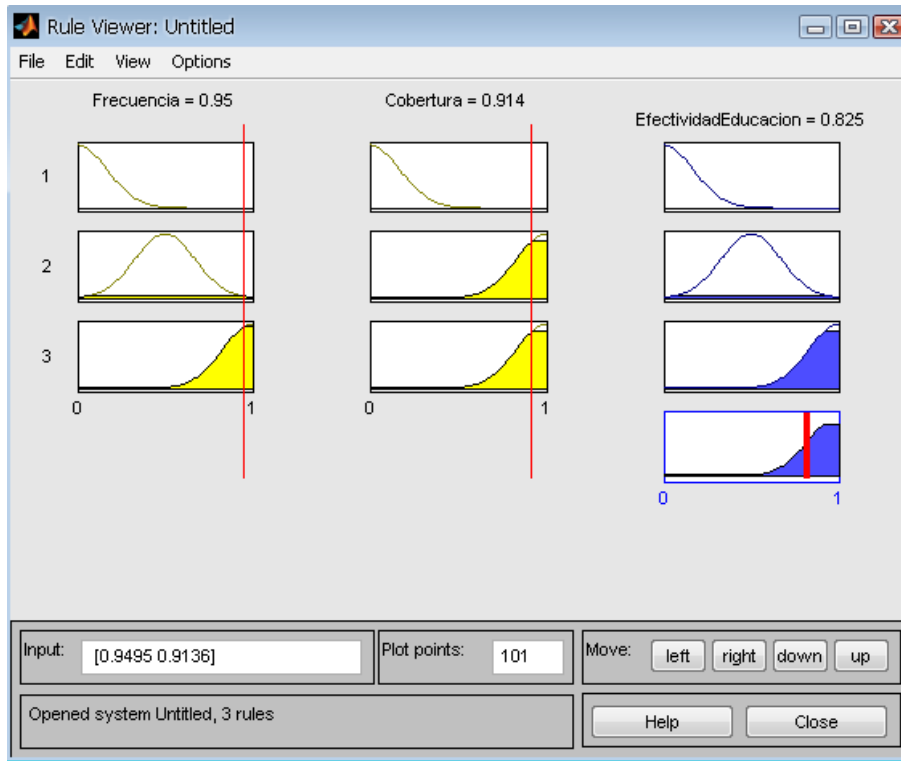 Rule Viewer: Untitled
File Edit View Options
Frecuencia = 0.95
Cobertura = 0.914
EfectividadEducacion = 0.825
1
2
3
0 1
0 1
0 1
Input: [0.9495 0.9136]
Plot points: 101
Move: left right down up
Opened system Untitled, 3 rules
Help Close